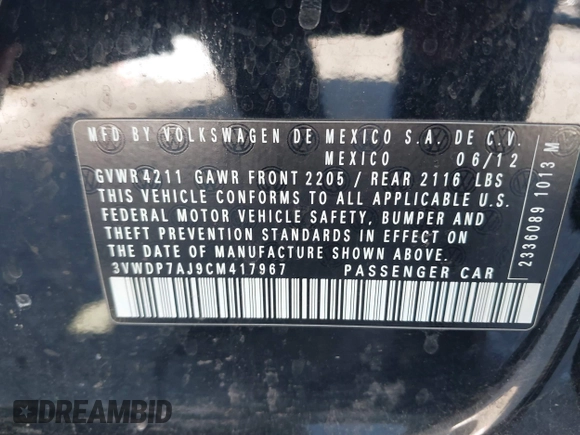 MFD BY VOLKSWAGEN DE MEXICO S.A. DE C.V.
MEXICO 06/12
GVWR 4211 GAWR FRONT 2205 / REAR 2116 LBS
THIS VEHICLE CONFORMS TO ALL APPLICABLE U.S.
FEDERAL MOTOR VEHICLE SAFETY, BUMPER AND
THEFT PREVENTION STANDARDS IN EFFECT ON
THE DATE OF MANUFACTURE SHOWN ABOVE.
3VWDP7AJ9CM417967 PASSENGER CAR
2336089 1013 M
DREAMBID